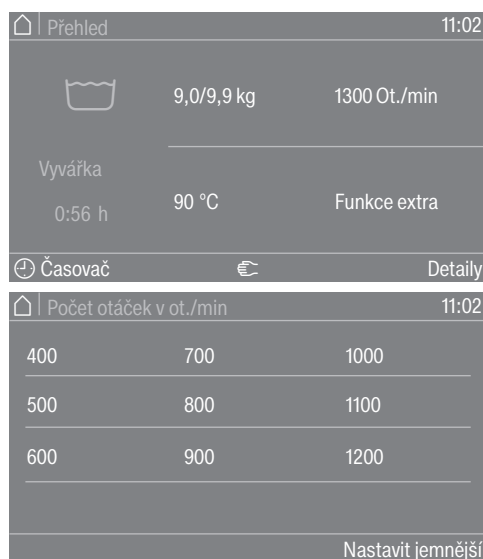 Přehled 11:02
9,0/9,9 kg 1300 Ot./min
Vyvářka
90 °C Funkce extra
0:56 h
Časovač Detaily
Počet otáček v ot./min 11:02
400 700 1000
500 800 1100
600 900 1200
Nastavit jemnější